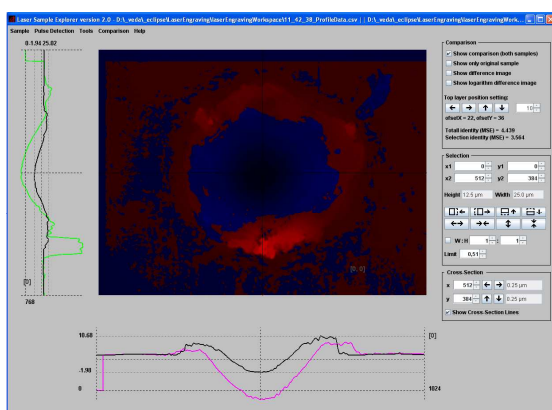 Laser Sample Explorer version 2.0 - D:\_veda\_eclipse\LaserEngraving\laserEngravingWorkspace\11_42_38_ProfileData.csv | | D:\_veda\_eclipse\LaserEngraving\laserEngravingWork...
Sample Pulse Detection Tools Comparison Help
0-1.94 25.02
[0]
768
[0, 0]
10.60
-1.98
0
[0]
1024
Comparison
Show comparison (both samples)
Show only original sample
Show difference image
Show logarithm difference image
Top layer position setting:
10
offsetX = 22, offsetY = 36
Totall identity (MSE) = 4.439
Selection identity (MSE) = 3.564
Selection
x1 0 y1 0
x2 512 y2 384
Height 12.5 µm Width 25.0 µm
W : H 1 : 1
Limit 0,51
Cross-Section
x 512 0.25 µm
y 384 0.25 µm
Show Cross-Section Lines